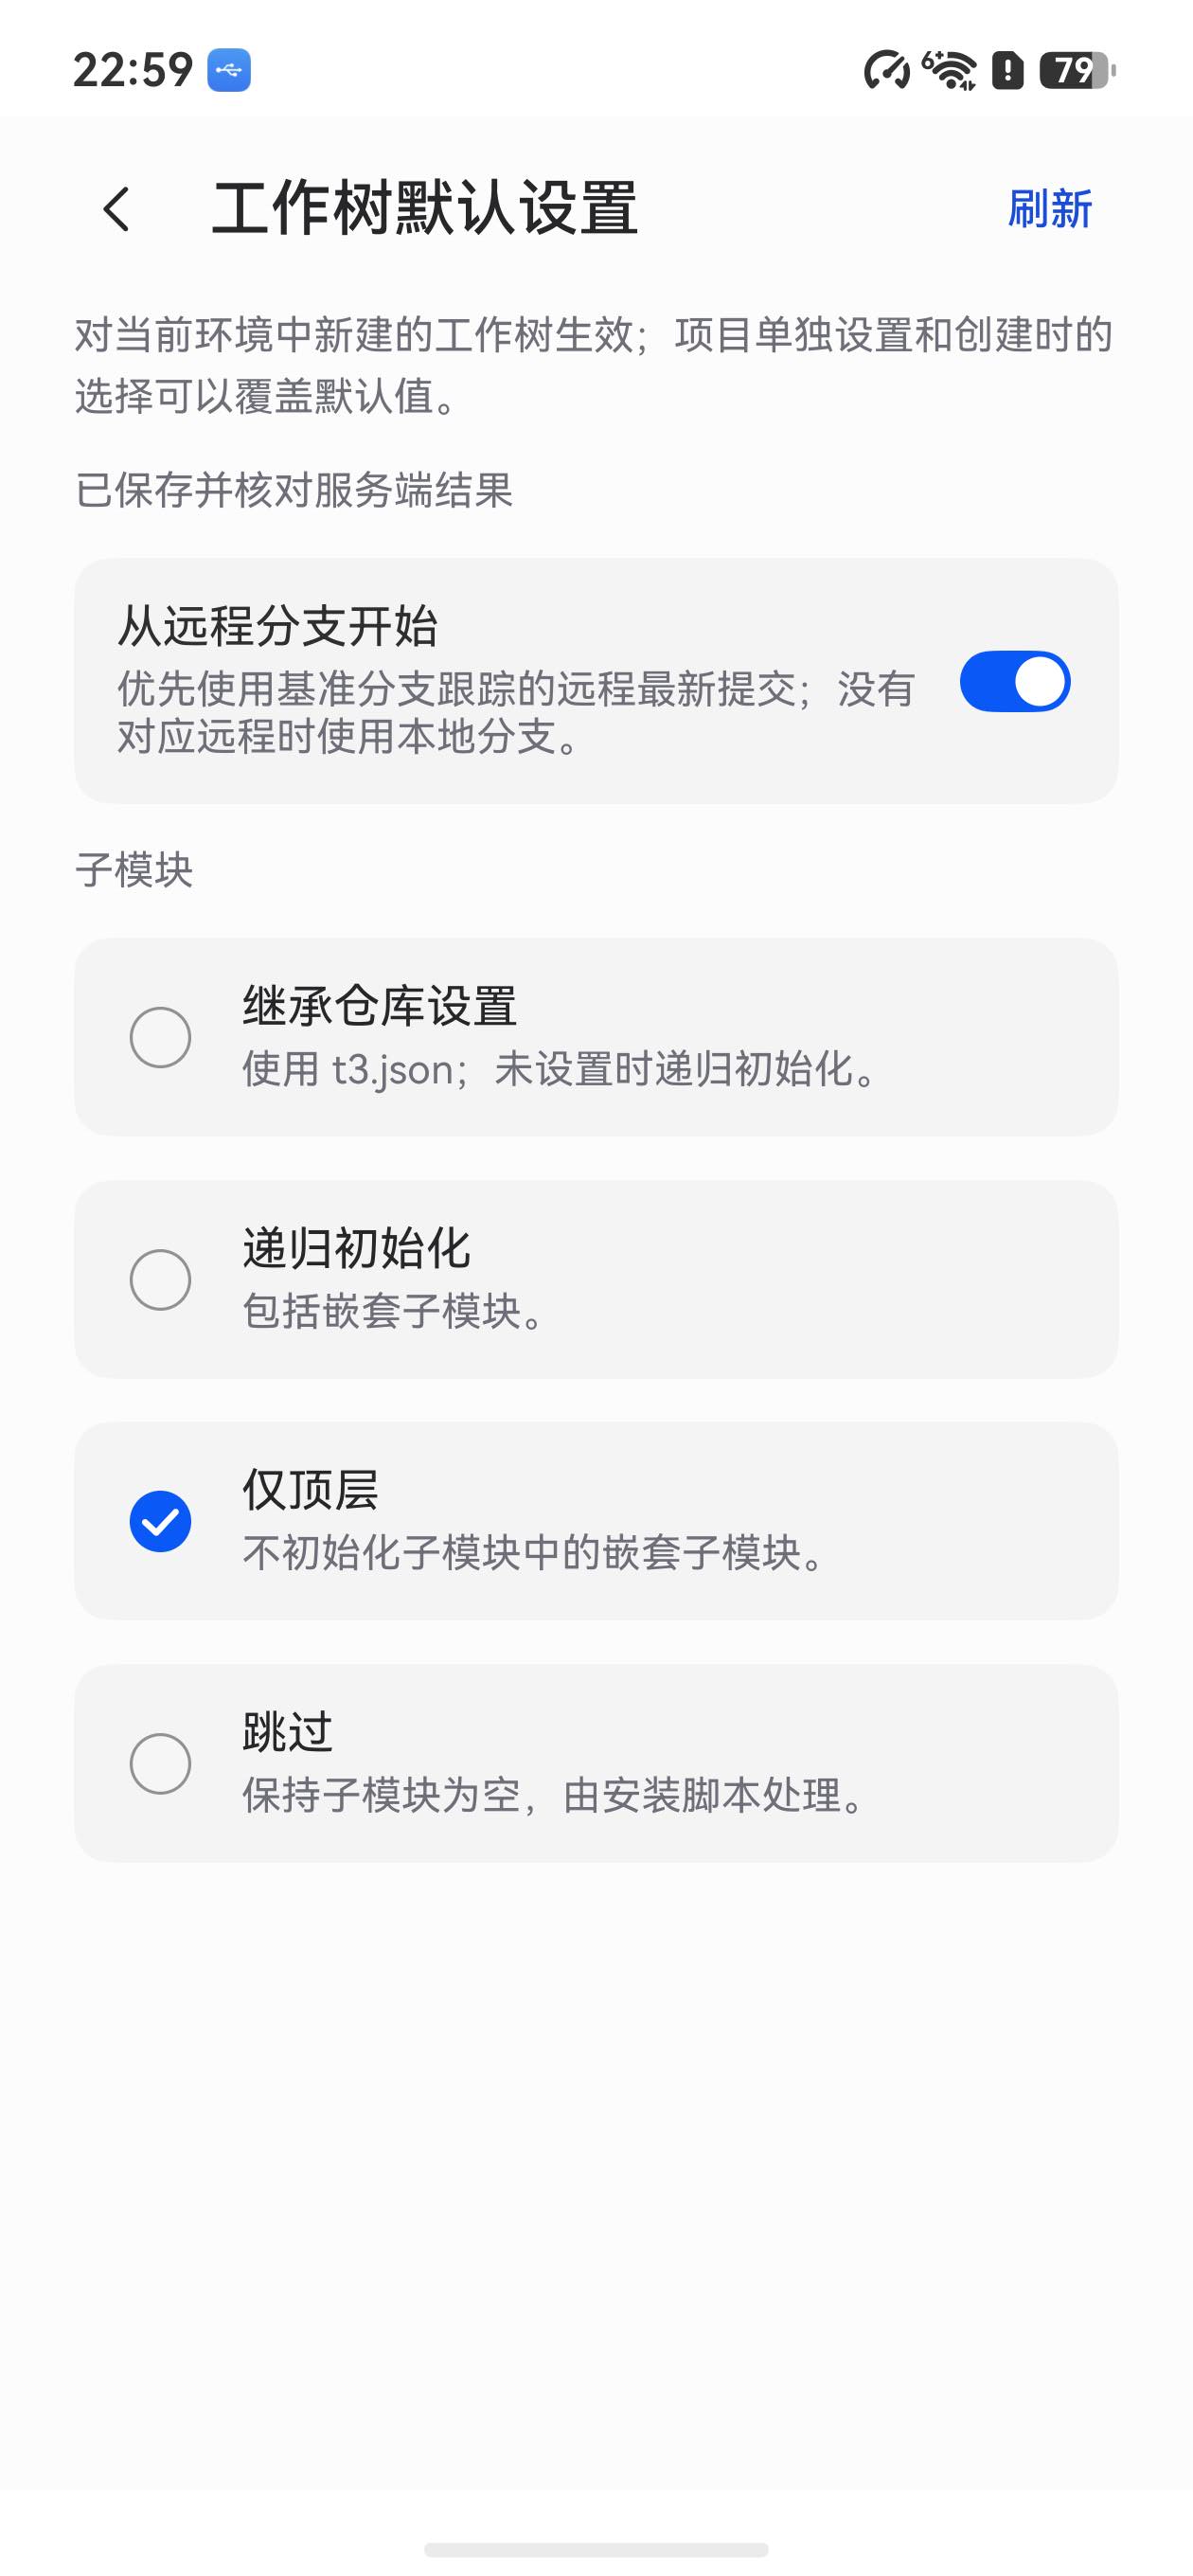 22:59
79
工作树默认设置
刷新
对当前环境中新建的工作树生效；项目单独设置和创建时的
选择可以覆盖默认值。
已保存并核对服务端结果
从远程分支开始
优先使用基准分支跟踪的远程最新提交；没有
对应远程时使用本地分支。
子模块
继承仓库设置
使用 t3.json；未设置时递归初始化。
递归初始化
包括嵌套子模块。
仅顶层
不初始化子模块中的嵌套子模块。
跳过
保持子模块为空，由安装脚本处理。